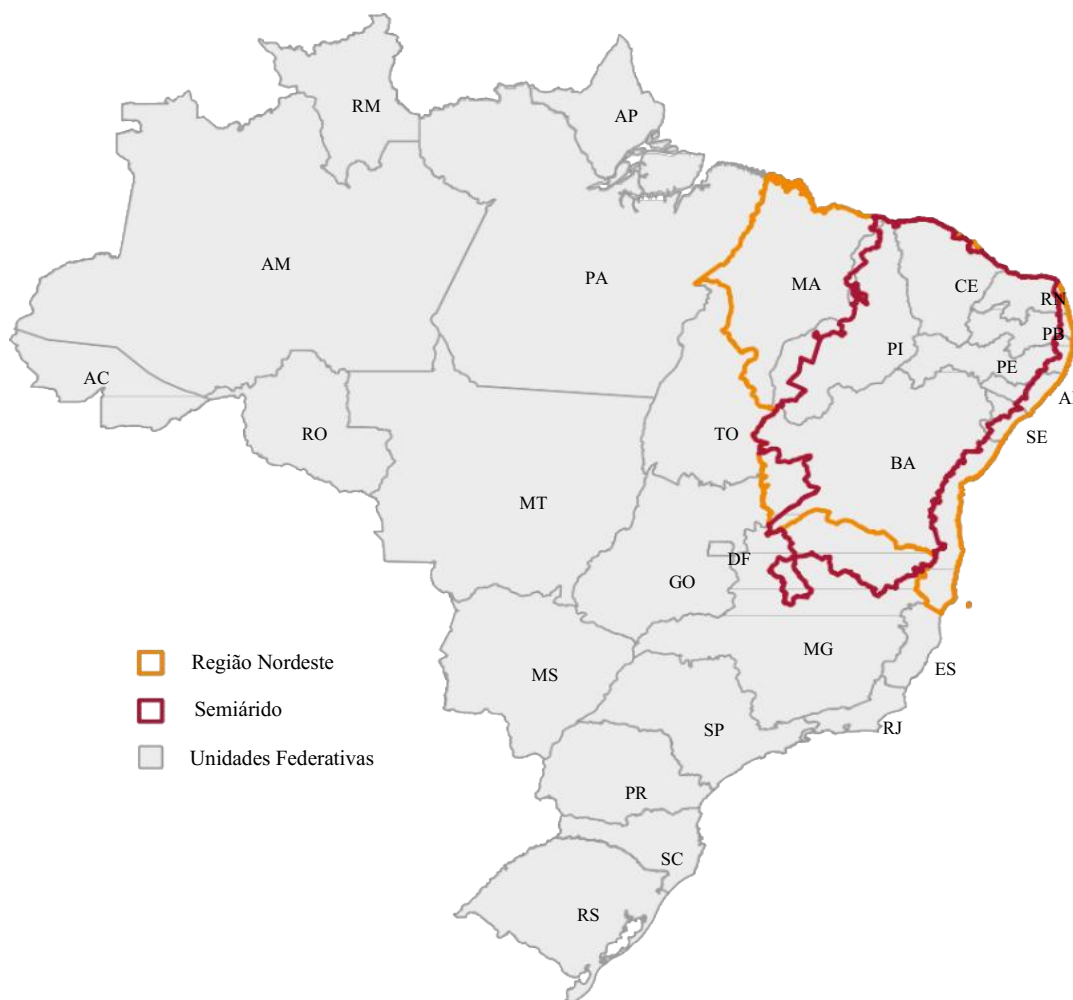 RM
AP
AM
PA
MA
CE
RN
PB
PI
PE
AC
AL
RO
TO
SE
BA
MT
DF
GO
MG
MS
ES
Região Nordeste
Semiárido
SP
RJ
Unidades Federativas
PR
SC
RS